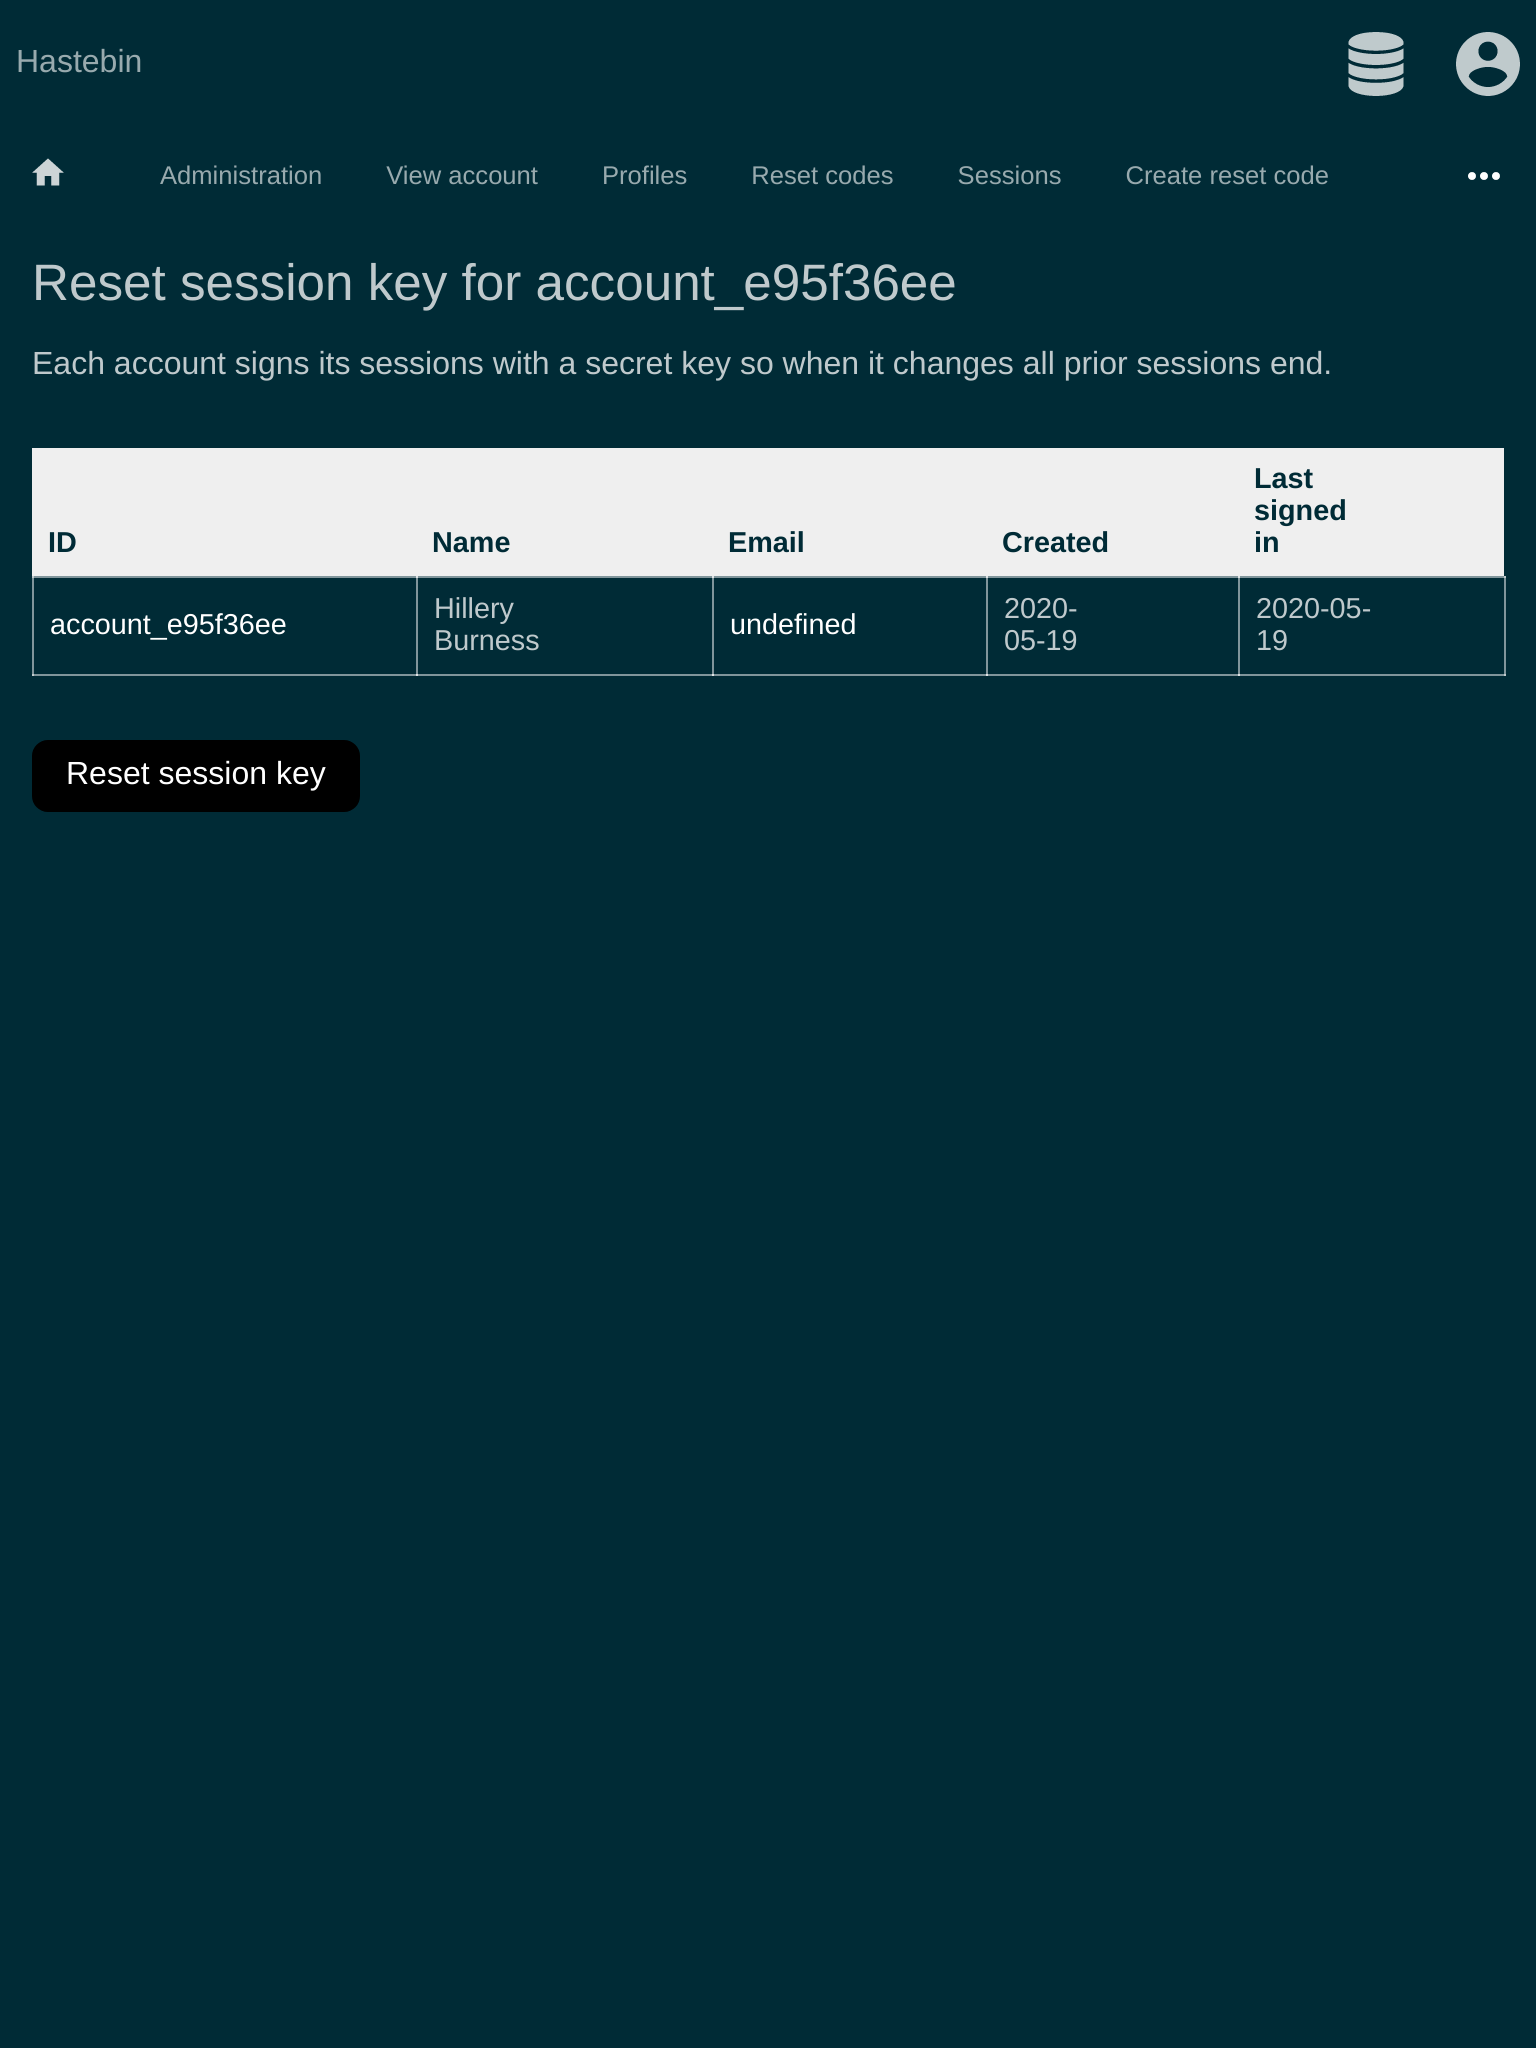 Hastebin
Administration View account Profiles Reset codes Sessions Create reset code
Reset session key for account_e95f36ee
Each account signs its sessions with a secret key so when it changes all prior sessions end.
ID Name Email Created Last signed in
account_e95f36ee Hillery Burness undefined 2020-05-19 2020-05-19
Reset session key